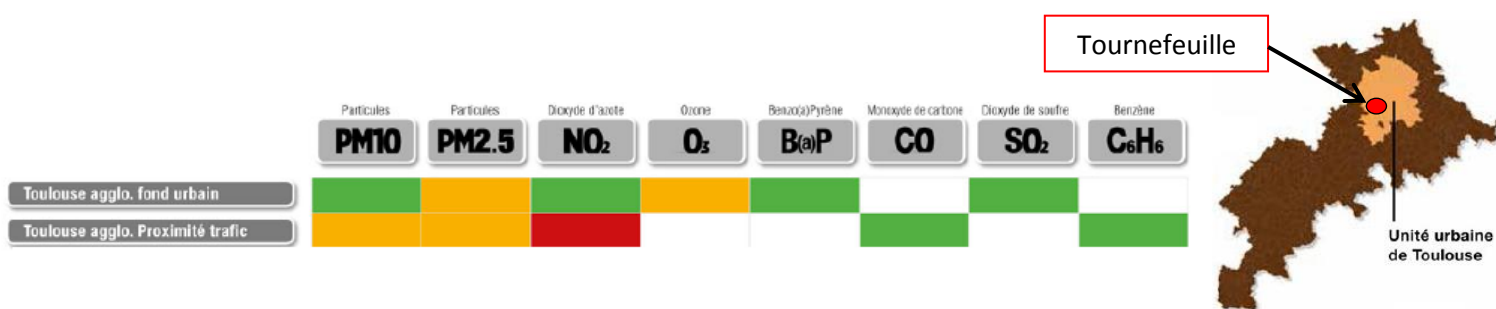 Tournefeuille
Particules
Particules
Dioxyde d'azote
Ozone
Benzo(a)Pyrène
Monoxyde de carbone
Dioxyde de soufre
Benzène
PM10
PM2.5
NO₂
O₃
B(a)P
CO
SO₂
C₆H₆
Toulouse agglo. fond urbain
Toulouse agglo. Proximité trafic
Unité urbaine
de Toulouse